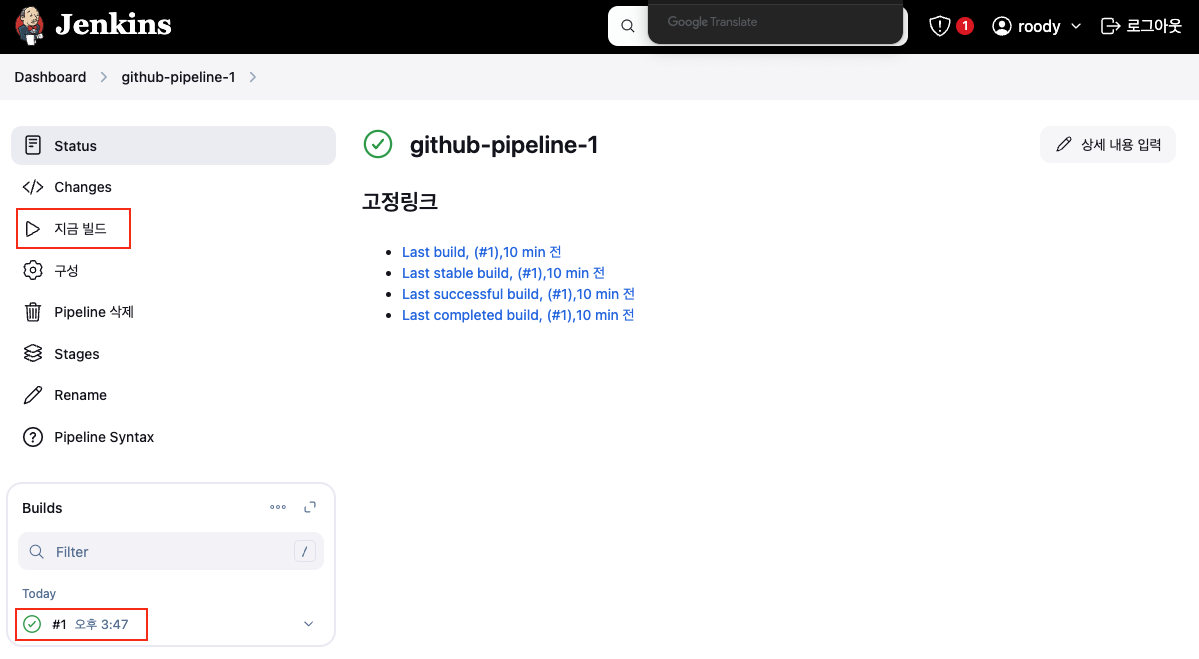 Jenkins
Google Translate
1
roody
로그아웃
Dashboard
github-pipeline-1
Status
Changes
지금 빌드
구성
Pipeline 삭제
Stages
Rename
Pipeline Syntax
Builds
Filter
/
Today
#1 오후 3:47
github-pipeline-1
상세 내용 입력
고정링크
Last build, (#1),10 min 전
Last stable build, (#1),10 min 전
Last successful build, (#1),10 min 전
Last completed build, (#1),10 min 전